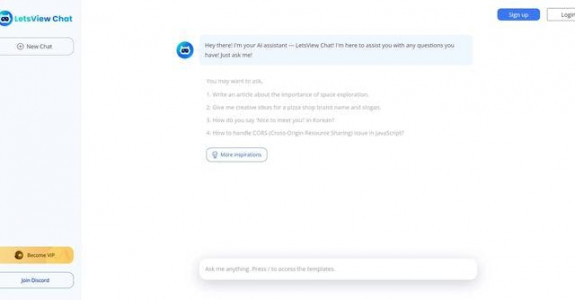 LetsView Chat
Sign up
Login
New Chat
Hey there! I'm your AI assistant — LetsView Chat! I'm here to assist you with any questions you
have! Just ask me!
You may want to ask,
1. Write an article about the importance of space exploration.
2. Give me creative ideas for a pizza shop brand name and slogan.
3. How do you say 'Nice to meet you' in Korean?
4. How to handle CORS (Cross-Origin Resource Sharing) issue in JavaScript?
More Inspirations
Become VIP
Ask me anything. Press / to access the templates.
Join Discord